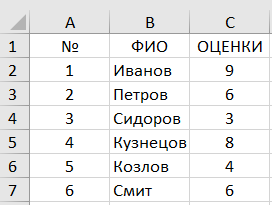 A B C
1 № ФИО ОЦЕНКИ
2 1 Иванов 9
3 2 Петров 6
4 3 Сидоров 3
5 4 Кузнецов 8
6 5 Козлов 4
7 6 Смит 6